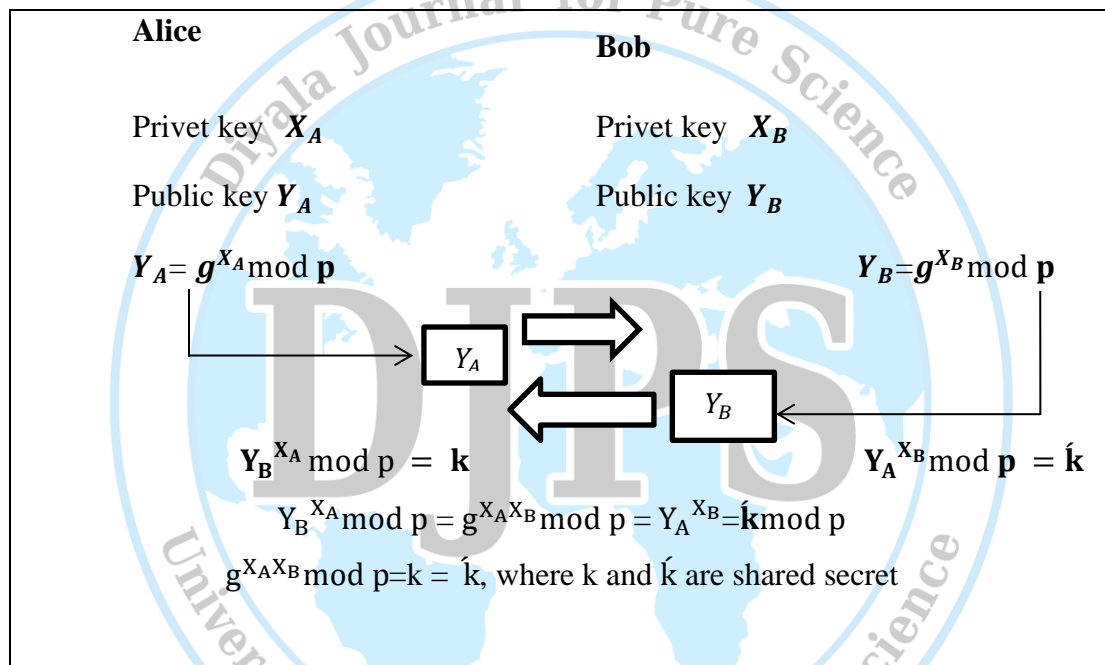 Diyala Journal for Pure Science
Alice
Bob
Privet key X_A
Privet key X_B
Public key Y_A
Public key Y_B
Y_A= g^{X_A} mod p
Y_B=g^{X_B} mod p
DJPS
Y_A
Y_B
Y_B^{X_A} mod p = k
Y_A^{X_B} mod p = ḱ
Y_B^{X_A} mod p = g^{X_A X_B} mod p = Y_A^{X_B}=ḱ mod p
g^{X_A X_B} mod p=k = ḱ, where k and ḱ are shared secret